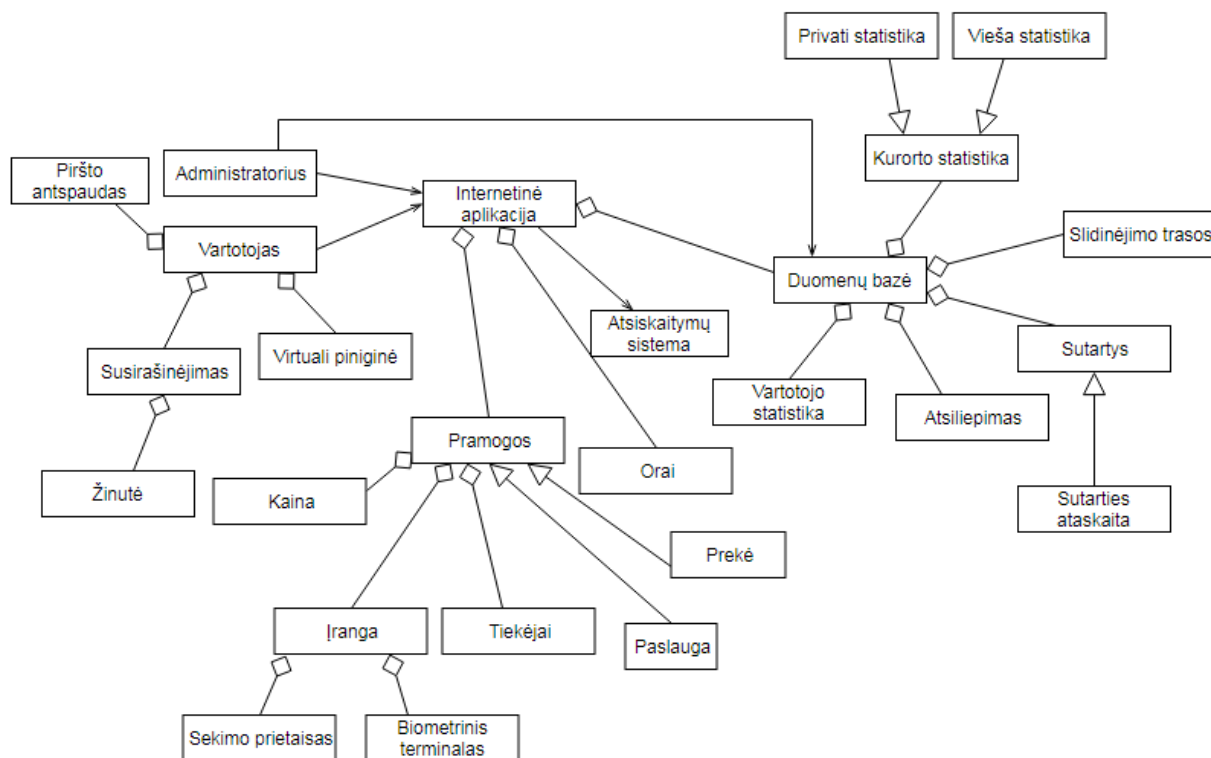 Privati statistika
Vieša statistika
Kurorto statistika
Administratorius
Piršto
antspaudas
Internetinė
aplikacija
Vartotojas
Slidinėjimo trasos
Duomenų bazė
Atsiskaitymų
sistema
Virtuali piniginė
Susirašinėjimas
Sutartys
Vartotojo
statistika
Atsiliepimas
Pramogos
Orai
Žinutė
Kaina
Sutarties
ataskaita
Prekė
Įranga
Tiekėjai
Paslauga
Sekimo prietaisas
Biometrinis
terminalas